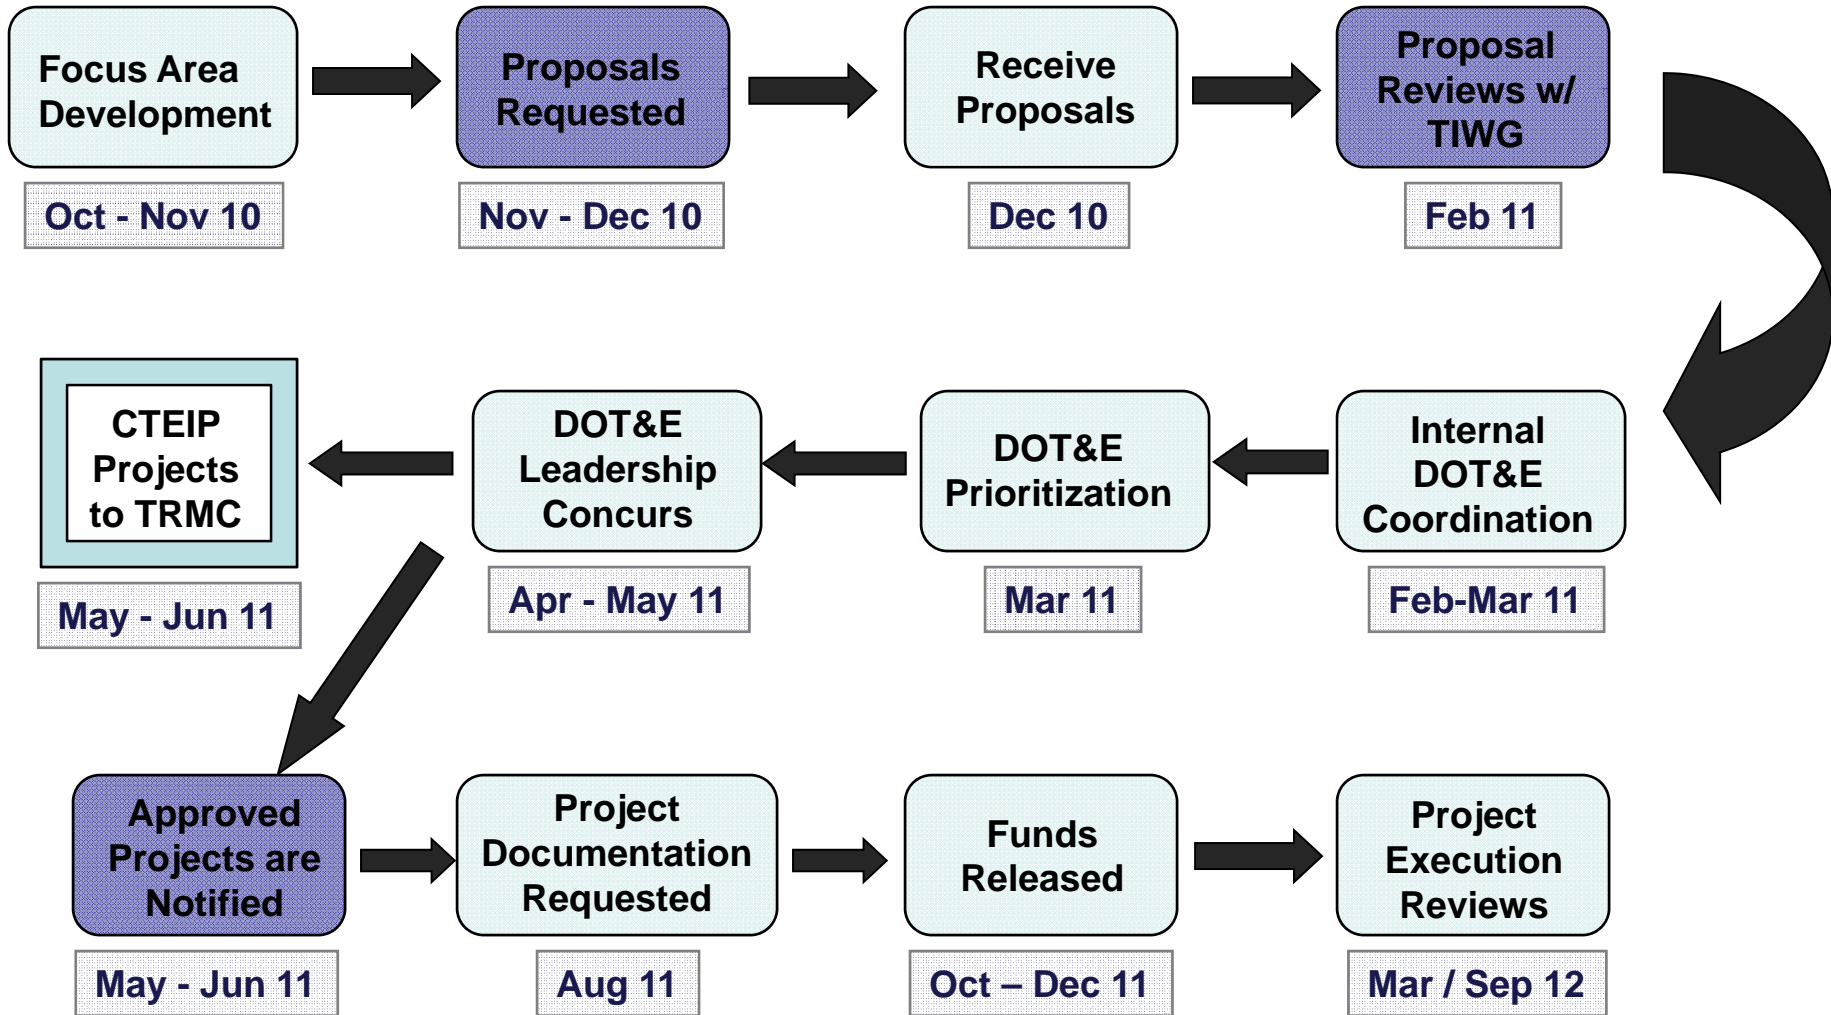 Focus Area
Development
Oct - Nov 10
Proposals
Requested
Nov - Dec 10
Receive
Proposals
Dec 10
Proposal
Reviews w/
TIWG
Feb 11
Internal
DOT&E
Coordination
Feb-Mar 11
DOT&E
Prioritization
Mar 11
DOT&E
Leadership
Concurs
Apr - May 11
CTEIP
Projects
to TRMC
May - Jun 11
Approved
Projects are
Notified
May - Jun 11
Project
Documentation
Requested
Aug 11
Funds
Released
Oct – Dec 11
Project
Execution
Reviews
Mar / Sep 12